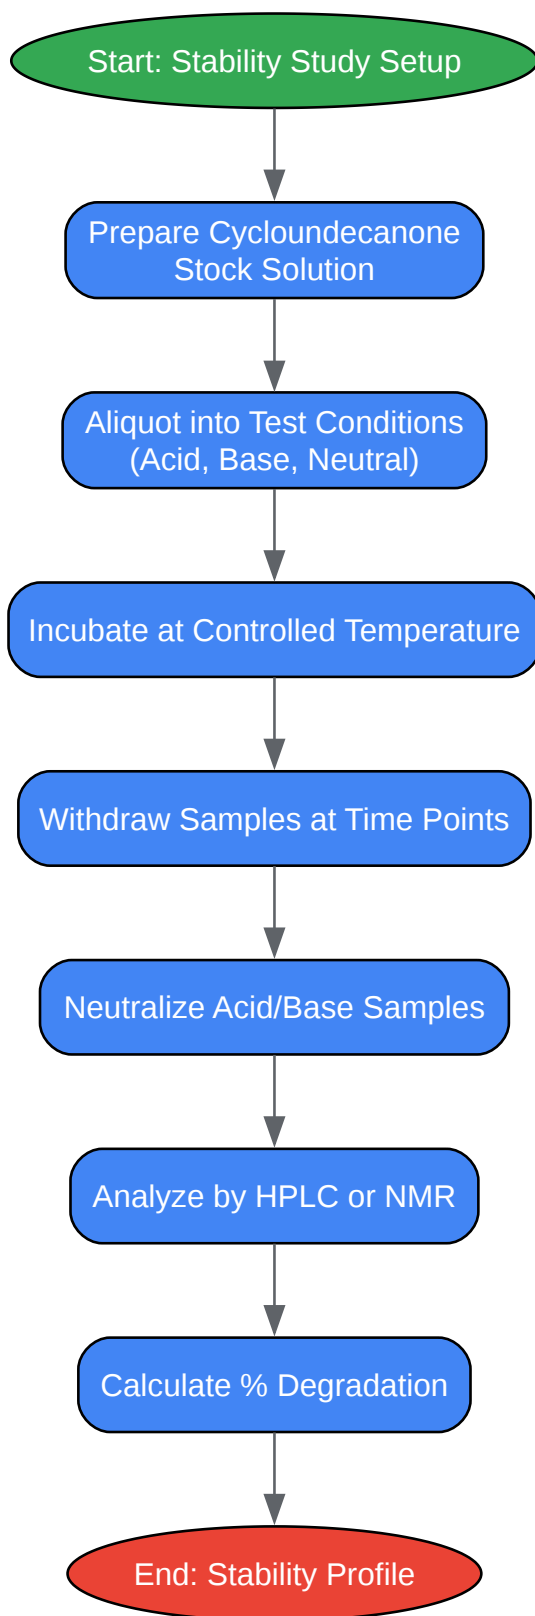 Start: Stability Study Setup
Prepare Cycloundecanone
Stock Solution
Aliquot into Test Conditions
(Acid, Base, Neutral)
Incubate at Controlled Temperature
Withdraw Samples at Time Points
Neutralize Acid/Base Samples
Analyze by HPLC or NMR
Calculate % Degradation
End: Stability Profile